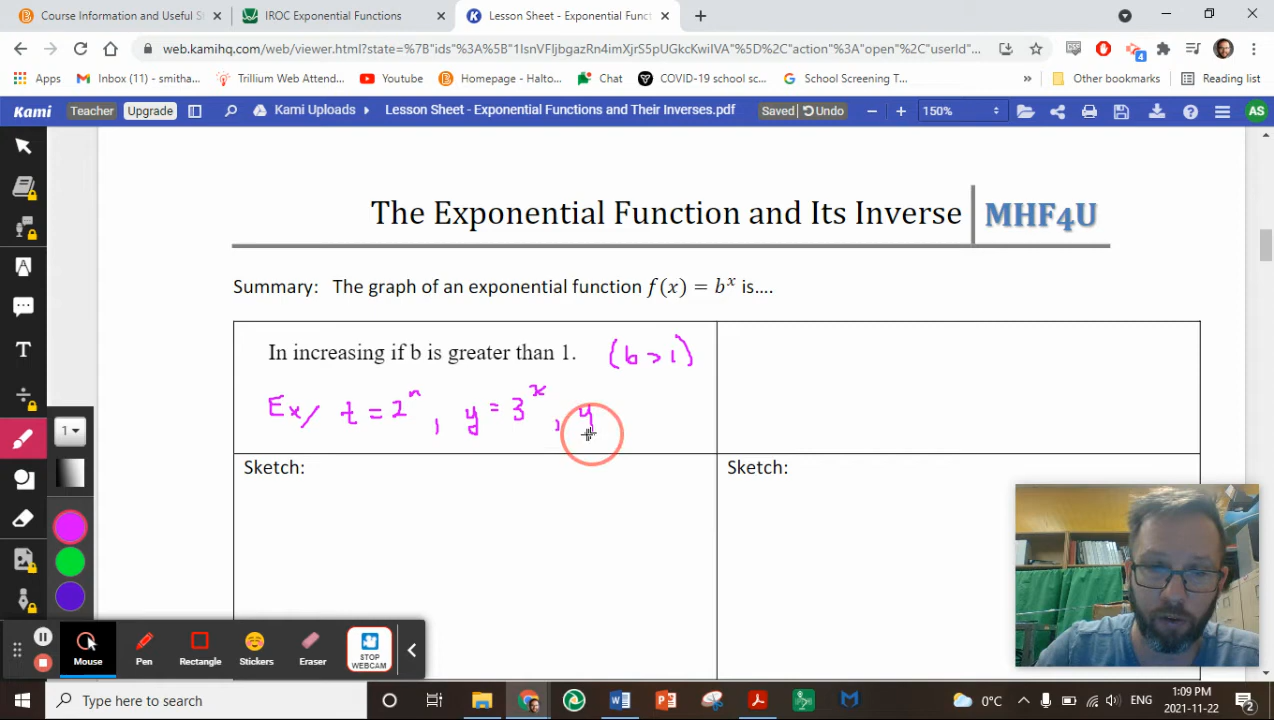 Course Information and Useful S
IROC Exponential Functions
Lesson Sheet - Exponential Funct
web.kamihq.com/web/viewer.html?state=%7B"ids"%3A%5B"1IsnVFIjbgazRn4imXjrS5pUGkgcKwiIVA"%5D%2C"action"%3A"open"%2C"userId"...
4
Apps
Inbox (11) - smitha...
Trillium Web Attend...
Youtube
Homepage - Halto...
Chat
COVID-19 school sc...
School Screening T...
»
Other bookmarks
Reading list
Kami
Teacher
Upgrade
Kami Uploads
Lesson Sheet - Exponential Functions and Their Inverses.pdf
Saved
Undo
150%
AS
The Exponential Function and Its Inverse
MHF4U
Summary: The graph of an exponential function f(x) = bˣ is....
In increasing if b is greater than 1. (b > 1)
Ex/ t = 2ⁿ, y = 3ˣ, y
Sketch:
Sketch:
T
1
Mouse
Pen
Rectangle
Stickers
Eraser
STOP WEBCAM
Type here to search
0°C
ENG
1:09 PM
2021-11-22
2